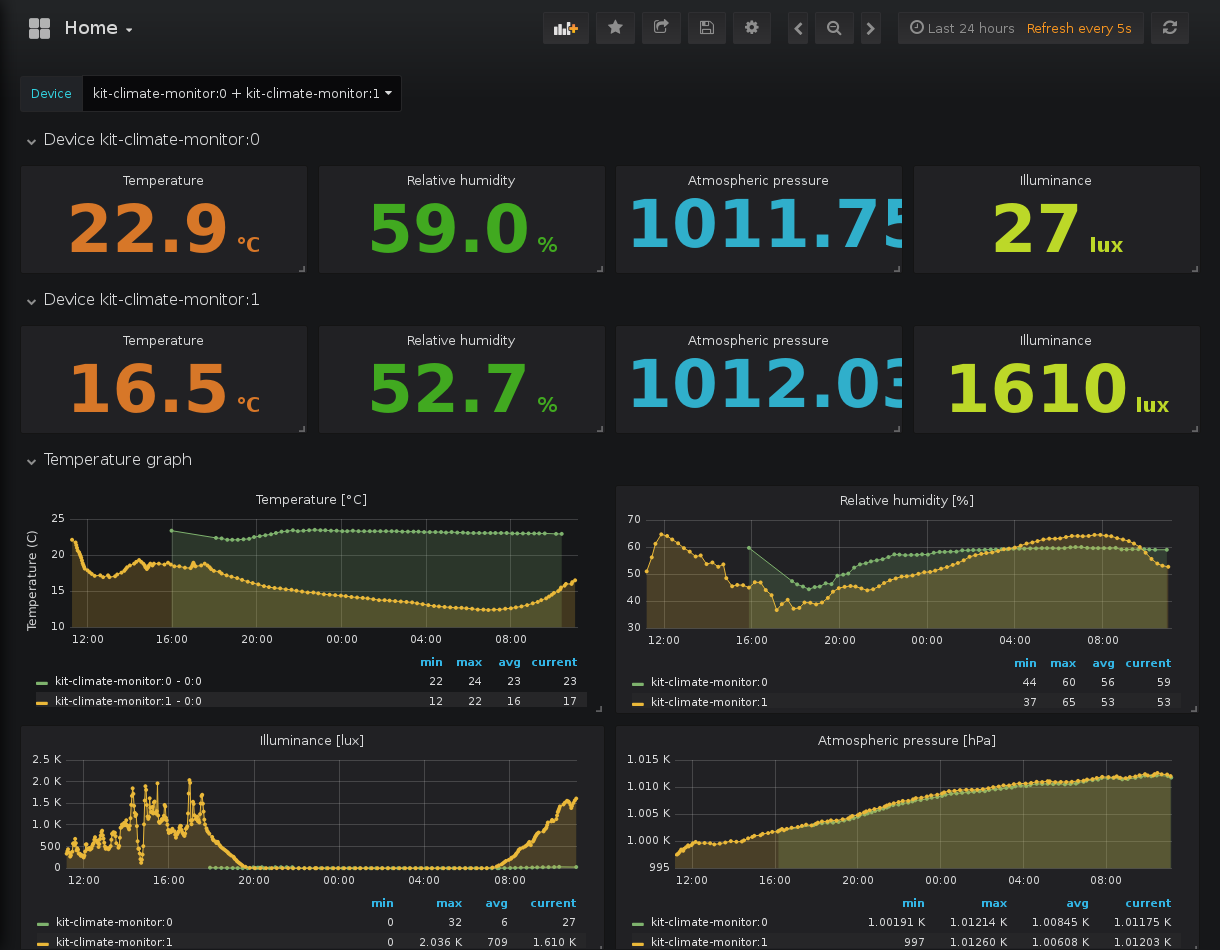 Home
Last 24 hours Refresh every 5s
Device kit-climate-monitor:0 + kit-climate-monitor:1
Device kit-climate-monitor:0
Temperature Relative humidity Atmospheric pressure Illuminance
22.9 °C 59.0 % 1011.75 27 lux
Device kit-climate-monitor:1
Temperature Relative humidity Atmospheric pressure Illuminance
16.5 °C 52.7 % 1012.03 1610 lux
Temperature graph
Temperature [°C]
Temperature (C)
25
20
15
10
12:00 16:00 20:00 00:00 04:00 08:00
min max avg current
kit-climate-monitor:0 - 0:0 22 24 23 23
kit-climate-monitor:1 - 0:0 12 22 16 17
Relative humidity [%]
70
60
50
40
30
12:00 16:00 20:00 00:00 04:00 08:00
min max avg current
kit-climate-monitor:0 44 60 56 59
kit-climate-monitor:1 37 65 53 53
Illuminance [lux]
2.5 K
2.0 K
1.5 K
1.0 K
500
0
12:00 16:00 20:00 00:00 04:00 08:00
min max avg current
kit-climate-monitor:0 0 32 6 27
kit-climate-monitor:1 0 2.036 K 709 1.610 K
Atmospheric pressure [hPa]
1.015 K
1.010 K
1.005 K
1.000 K
995
12:00 16:00 20:00 00:00 04:00 08:00
min max avg current
kit-climate-monitor:0 1.00191 K 1.01214 K 1.00845 K 1.01175 K
kit-climate-monitor:1 997 1.01260 K 1.00608 K 1.01203 K